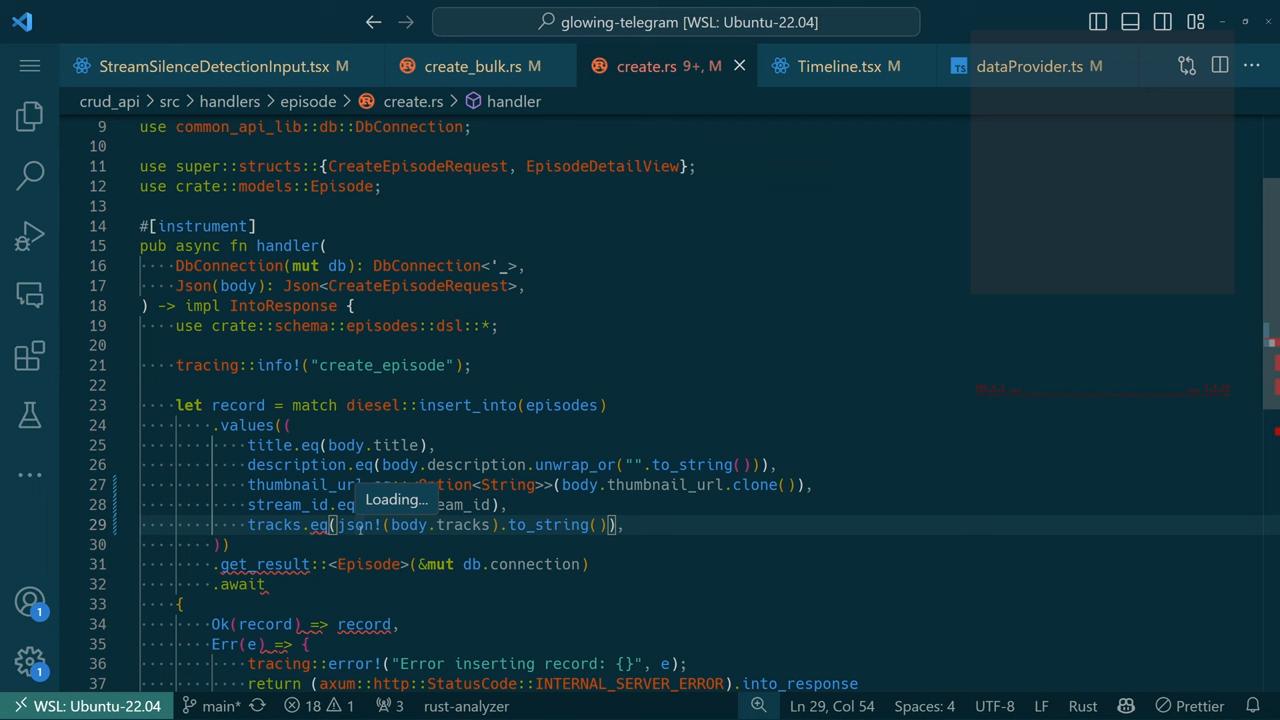 glowing-telegram [WSL: Ubuntu-22.04]
StreamSilenceDetectionInput.tsx M
create_bulk.rs M
create.rs 9+, M
Timeline.tsx M
TS dataProvider.ts M
crud_api > src > handlers > episode > create.rs > handler
9 use common_api_lib::db::DbConnection;
10
11 use super::structs::{CreateEpisodeRequest, EpisodeDetailView};
12 use crate::models::Episode;
13
14 #[instrument]
15 pub async fn handler(
16 ····DbConnection(mut db): DbConnection<'_>,
17 ····Json(body): Json<CreateEpisodeRequest>,
18 ) -> impl IntoResponse {
19 ····use crate::schema::episodes::dsl::*;
20
21 ····tracing::info!("create_episode");
22
23 ····let record = match diesel::insert_into(episodes)
24 ········.values((
25 ············title.eq(body.title),
26 ············description.eq(body.description.unwrap_or("".to_string())),
27 ············thumbnail_url.eq::<Option<String>>(body.thumbnail_url.clone()),
28 ············stream_id.eq eam_id),
Loading...
29 ············tracks.eq(json!(body.tracks).to_string()),
30 ········))
31 ········.get_result::<Episode>(&mut db.connection)
32 ········.await
33 ····{
34 ········Ok(record) => record,
35 ········Err(e) => {
36 ············tracing::error!("Error inserting record: {}", e);
37 ············return (axum::http::StatusCode::INTERNAL_SERVER_ERROR).into_response
1
1
WSL: Ubuntu-22.04 main* 18 1 3 rust-analyzer Ln 29, Col 54 Spaces: 4 UTF-8 LF Rust Prettier